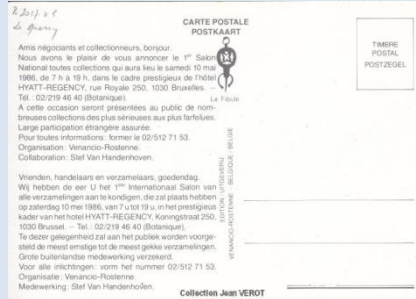 CARTE POSTALE
POSTKAART
TIMBRE
POSTAL
POSTZEGEL
Amis négociants et collectionneurs, bonjour.
Nous avons le plaisir de vous annoncer le 1er Salon
National toutes collections qui aura lieu le samedi 10 mai
1986, de 7 h à 19 h, dans le cadre prestigieux de l'hôtel
HYATT-REGENCY, rue Royale 250, 1030 Bruxelles. –
Tél. : 02/219 46 40 (Botanique).
A cette occasion seront présentées au public de nom-
breuses collections des plus sérieuses aux plus farfelues.
Large participation étrangère assurée.
Pour toutes informations : former le 02/512 71 53.
Organisation : Venancio-Rostenne.
Collaboration : Stef Van Handenhoven.
La Fibule
Vrienden, handelaars en verzamelaars, goedendag.
Wij hebben de eer U het 1ste Internationaal Salon van
alle verzamelingen aan te kondigen, die zal plaats hebben
op zaterdag 10 mei 1986, van 7 u tot 19 u, in het prestigieus
kader van het hotel HYATT-REGENCY, Koningstraat 250,
1030 Brussel. – Tel. : 02/219 46 40 (Botanique).
Te dezer gelegenheid zal aan het publiek worden voorge-
steld de meest ernstige tot de meest gekke verzamelingen.
Grote buitenlandse medewerking verzekerd.
Voor alle inlichtingen : vorm het nummer 02/512 71 53.
Organisatie : Venancio-Rostenne.
Medewerking : Stef Van Handenhoven.
EDITION - UITGEVERIJ
VENANCIO-ROSTENNE - BELGIQUE - BELGIE
Collection Jean VEROT